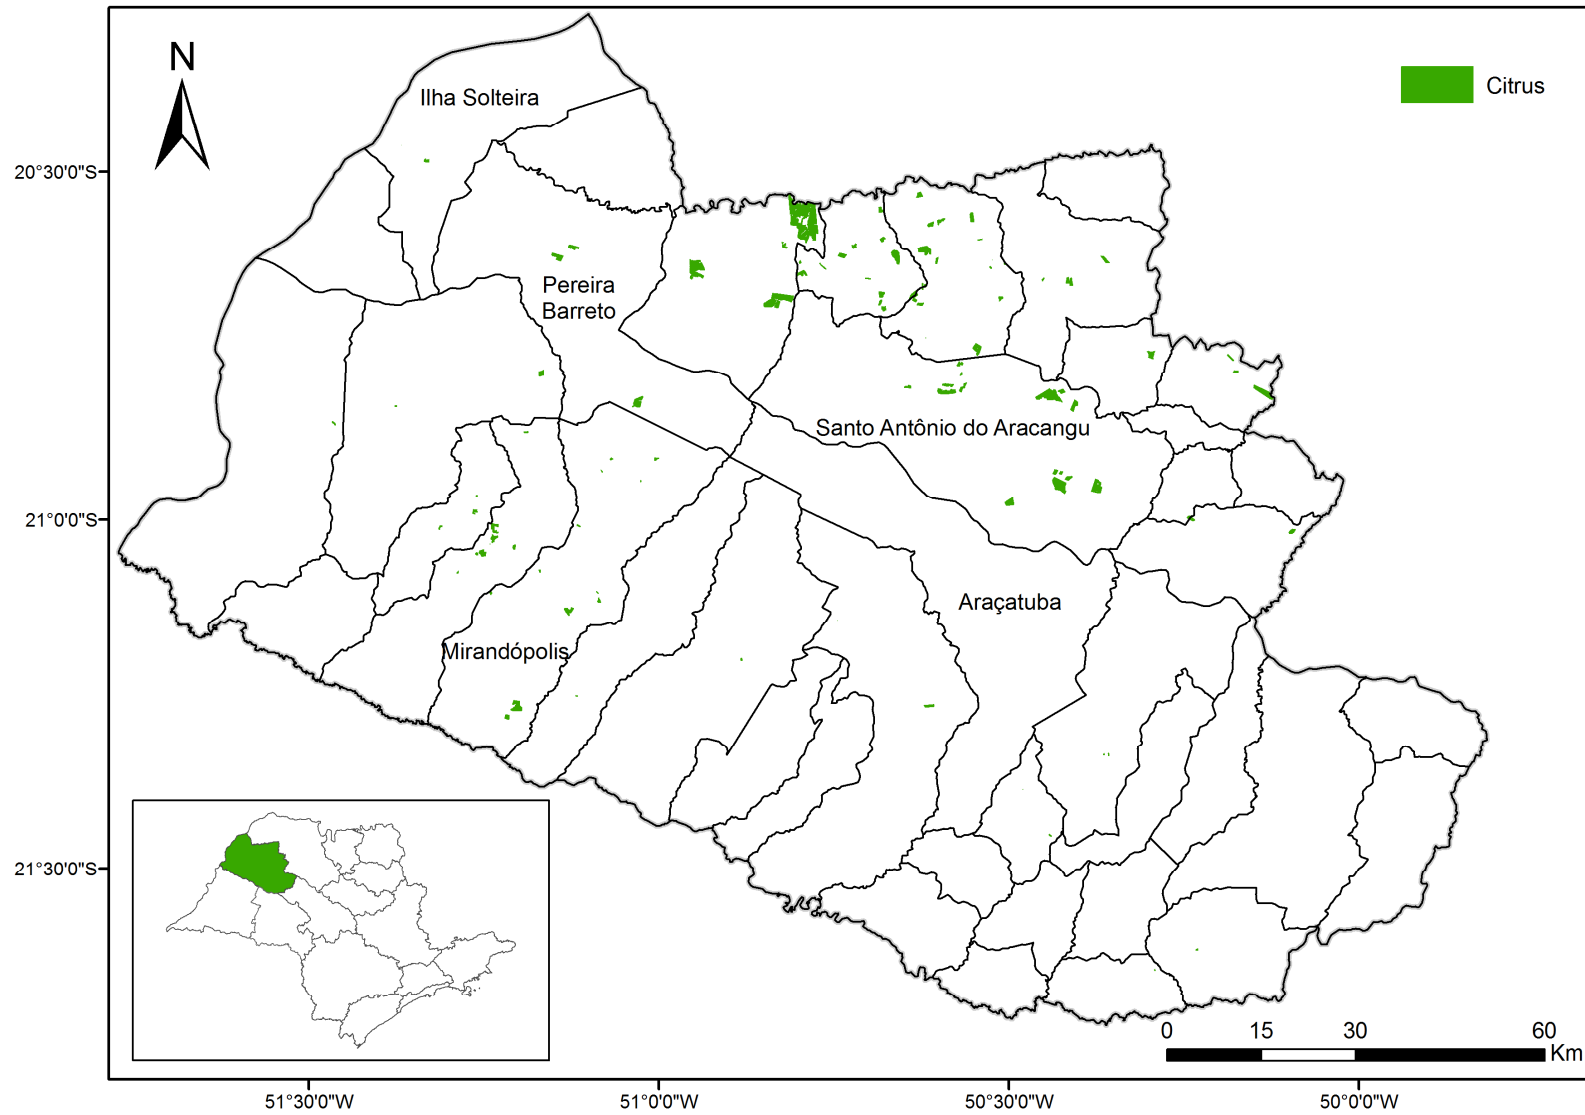 N
Citrus
Ilha Solteira
20°30'0"S
Pereira
Barreto
Santo Antônio do Aracangu
21°0'0"S
Araçatuba
Mirandópolis
21°30'0"S
0 15 30 60
Km
51°30'0"W 51°0'0"W 50°30'0"W 50°0'0"W